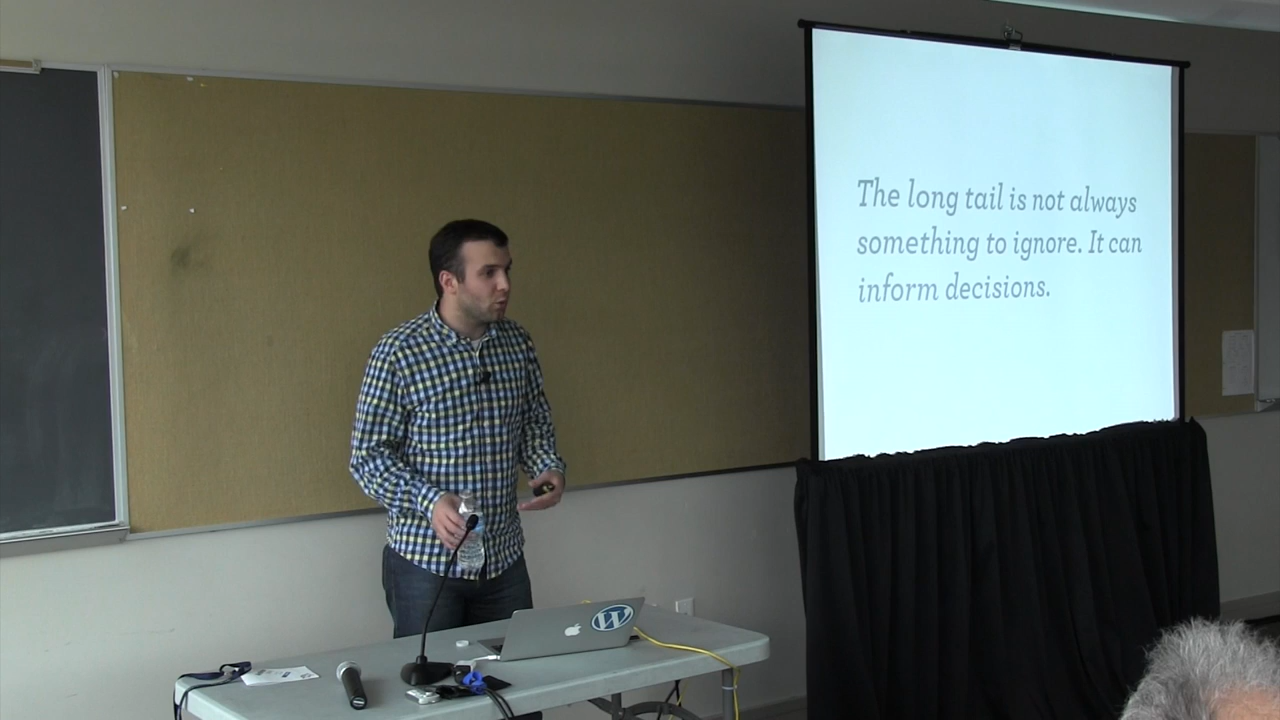 The long tail is not always
something to ignore. It can
inform decisions.